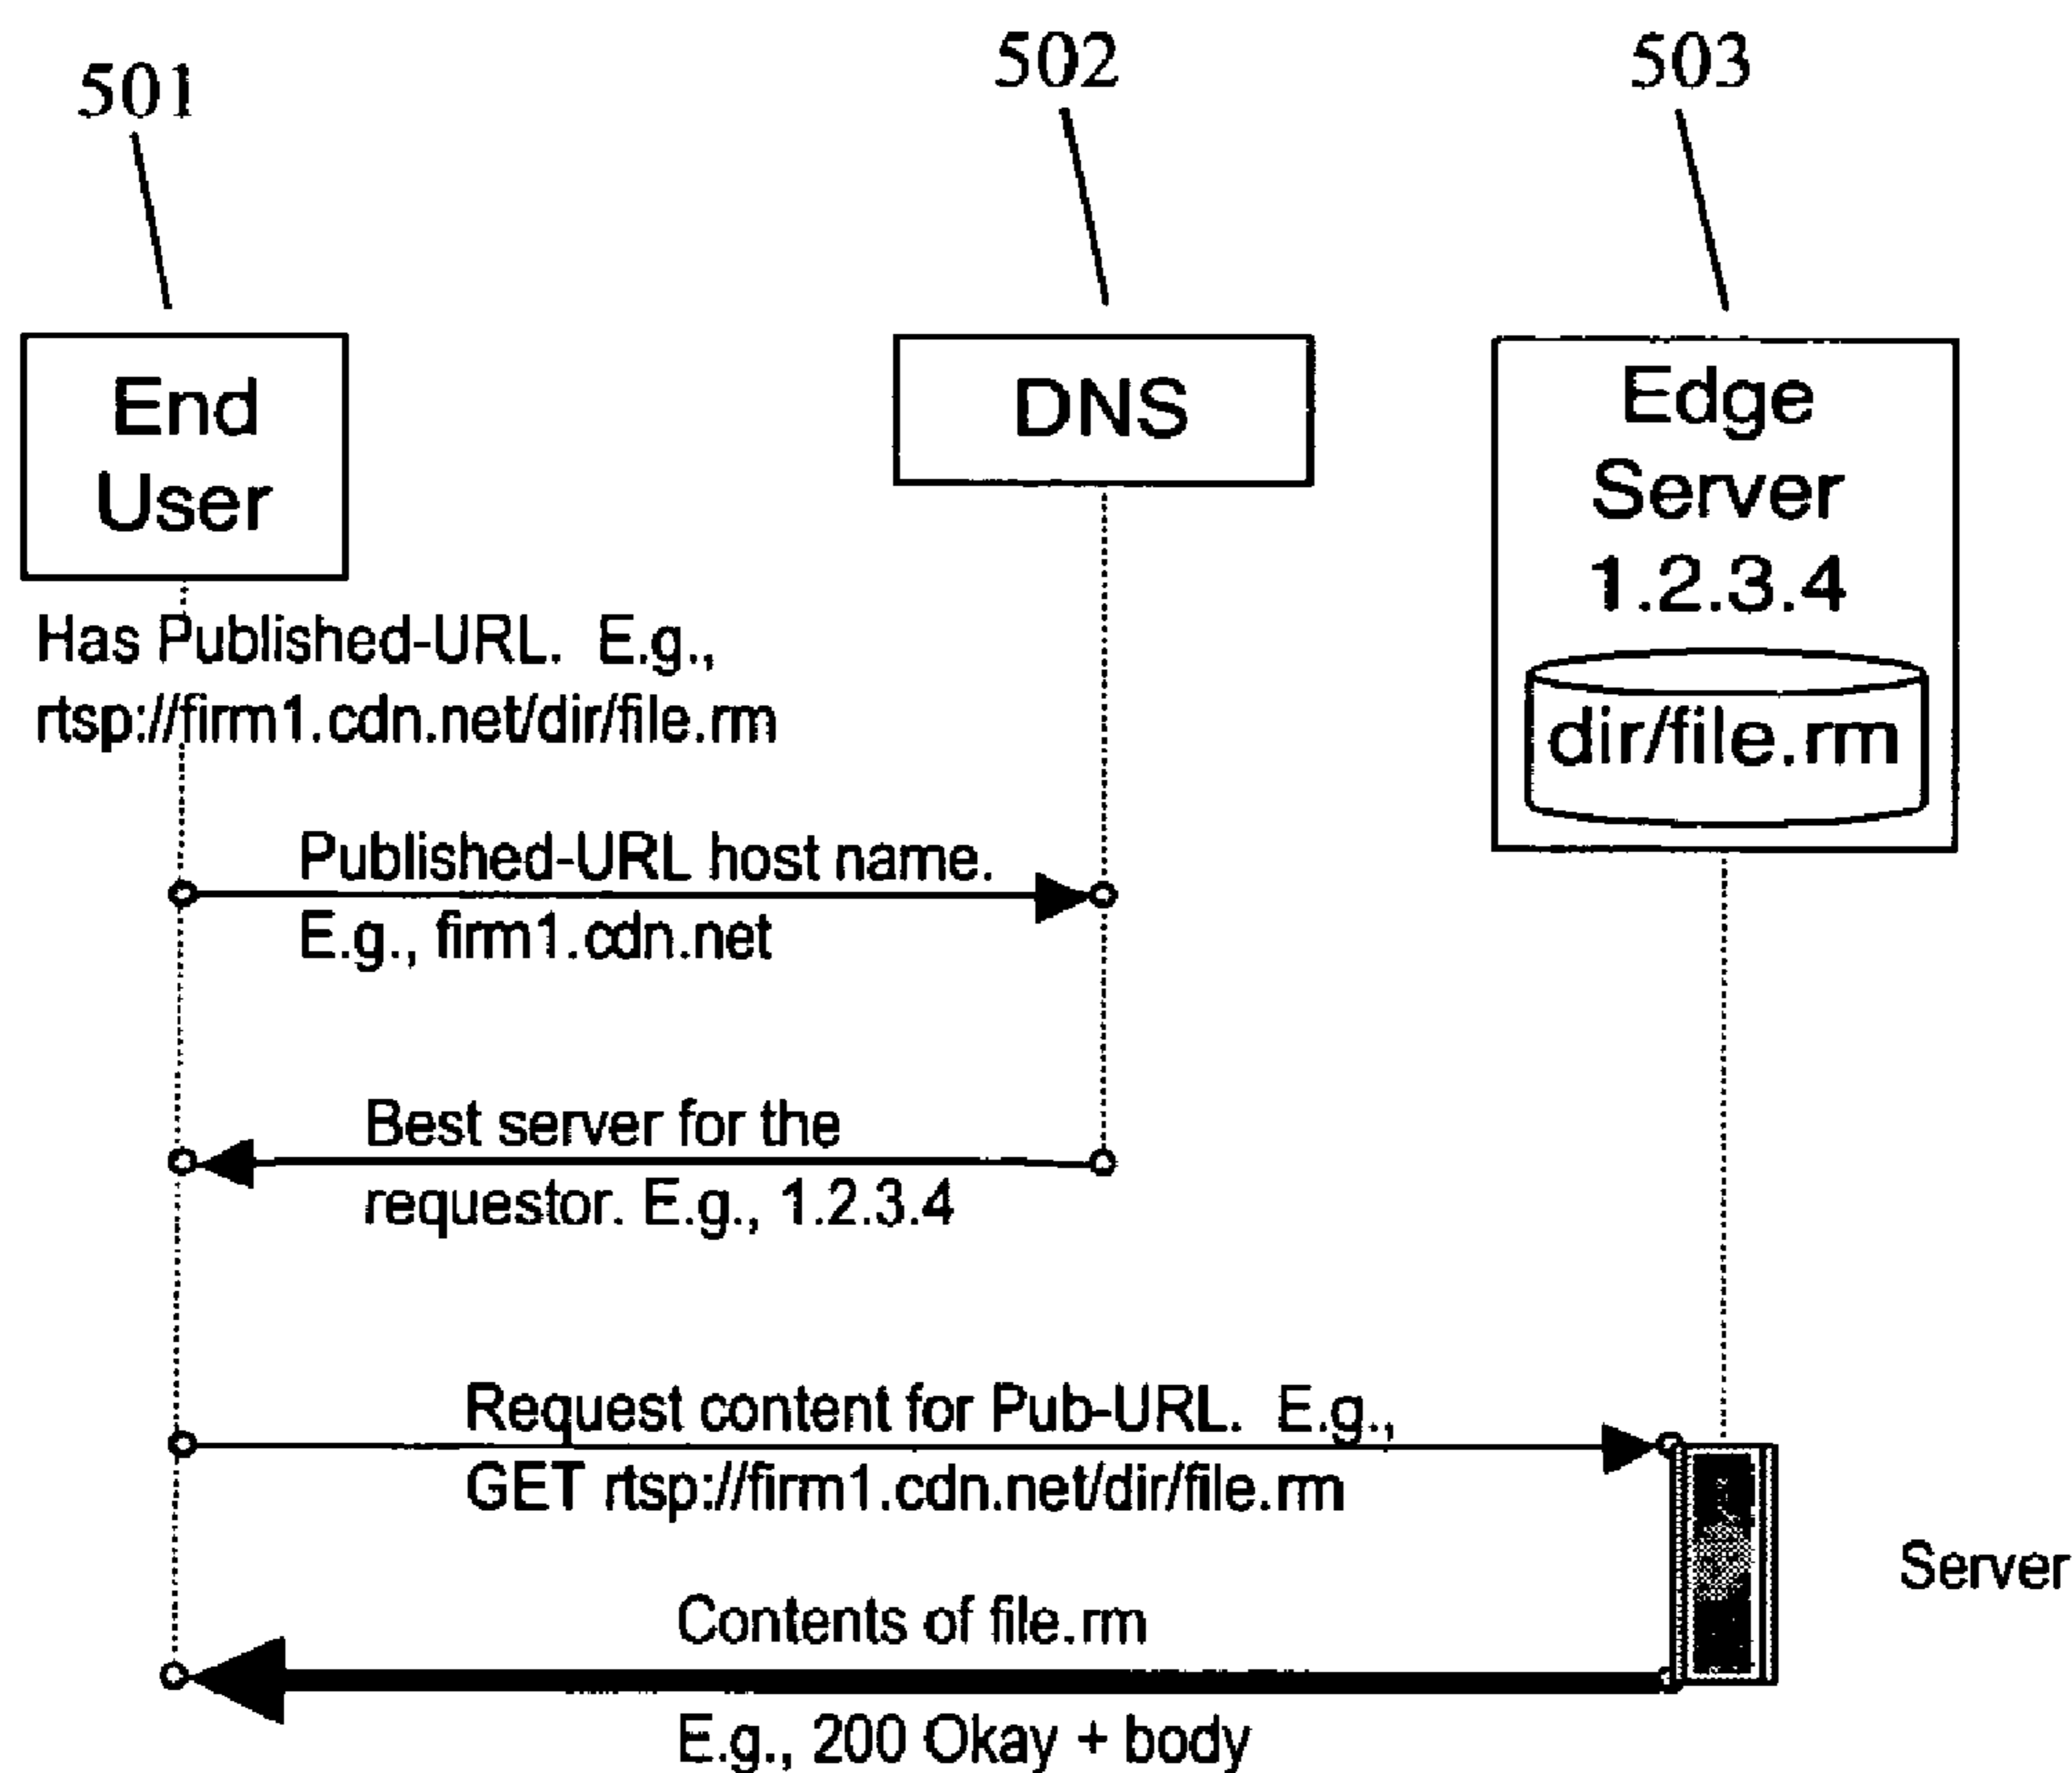 501
502
503
End
User
DNS
Edge
Server
1.2.3.4
dir/file.rm
Has Published-URL. E.g.,
rtsp://firm1.cdn.net/dir/file.rm
Published-URL host name.
E.g., firm1.cdn.net
Best server for the
requestor. E.g., 1.2.3.4
Request content for Pub-URL. E.g.,
GET rtsp://firm1.cdn.net/dir/file.rm
Server
Contents of file.rm
E.g., 200 Okay + body